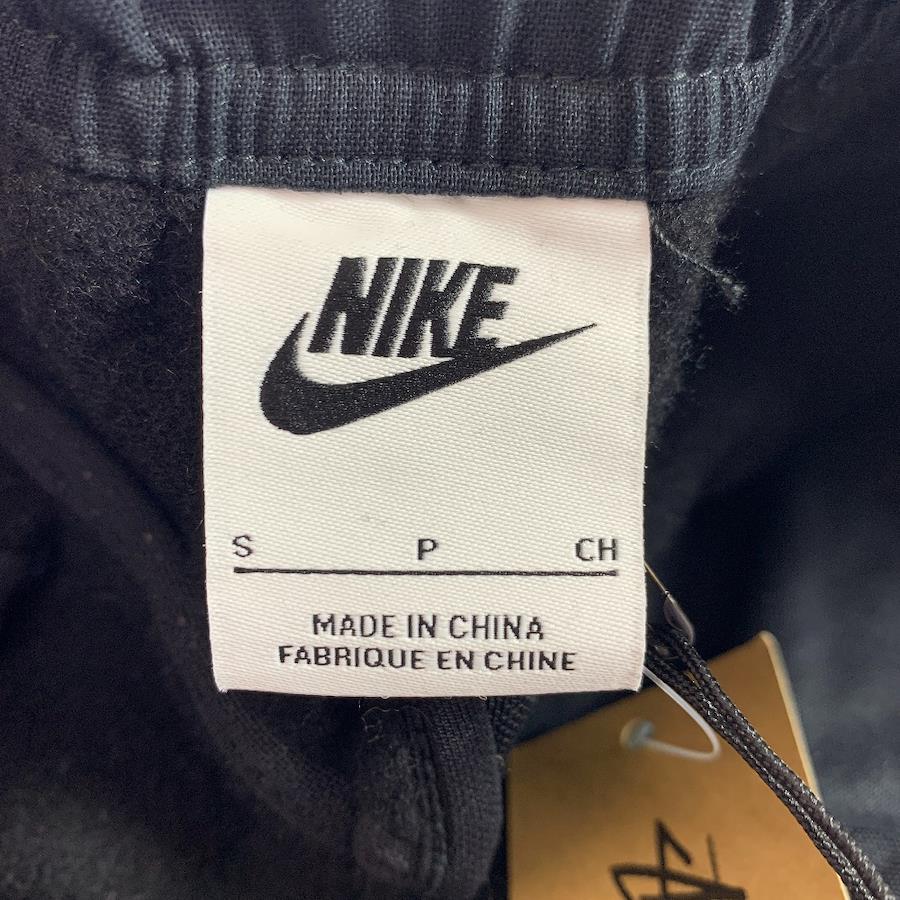 NIKE
S P CH
MADE IN CHINA
FABRIQUE EN CHINE